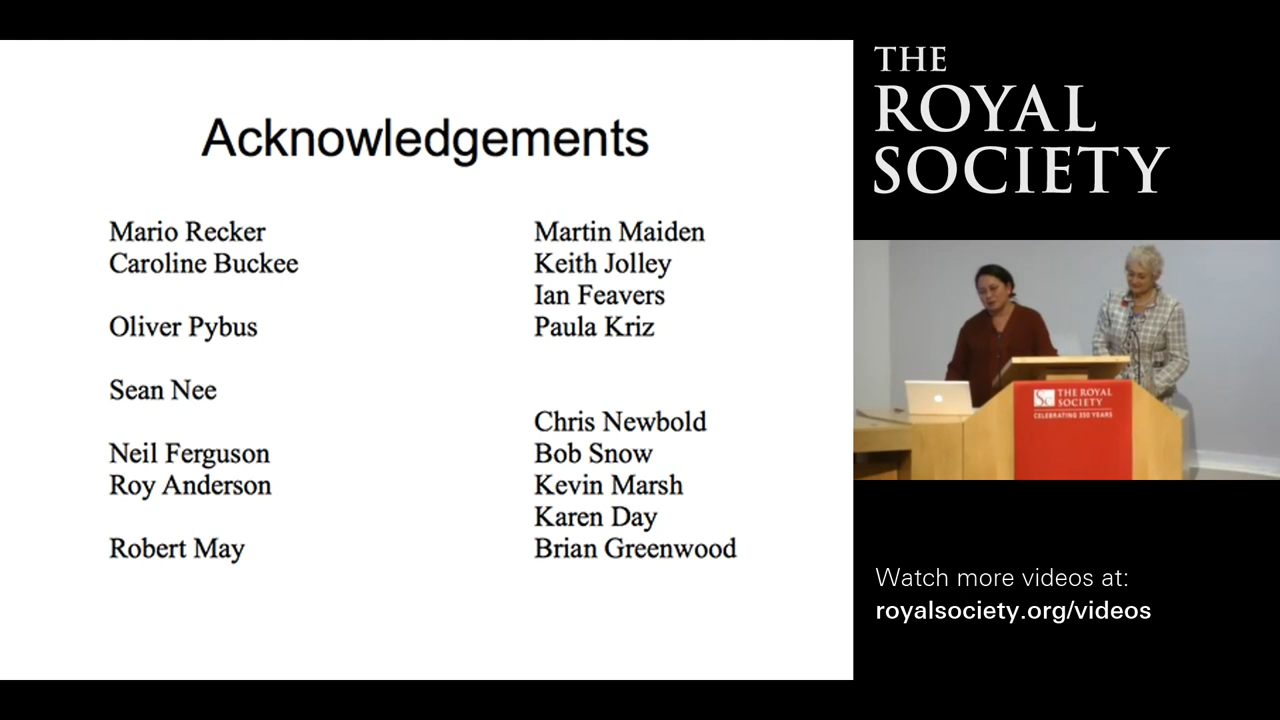 Acknowledgements
Mario Recker
Caroline Buckee
Oliver Pybus
Sean Nee
Neil Ferguson
Roy Anderson
Robert May
Martin Maiden
Keith Jolley
Ian Feavers
Paula Kriz
Chris Newbold
Bob Snow
Kevin Marsh
Karen Day
Brian Greenwood
THE
ROYAL
SOCIETY
THE ROYAL
SOCIETY
CELEBRATING 350 YEARS
Watch more videos at:
royalsociety.org/videos